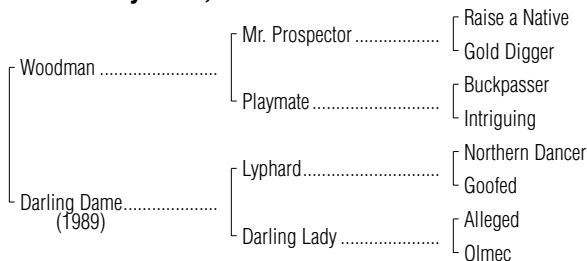 Raise a Native
Mr. Prospector ....................
Gold Digger
Woodman ............................
Buckpasser
Playmate ............................
Intriguing
Northern Dancer
Lyphard.................................
Goofed
Darling Dame......................
(1989)
Alleged
Darling Lady .......................
Olmec